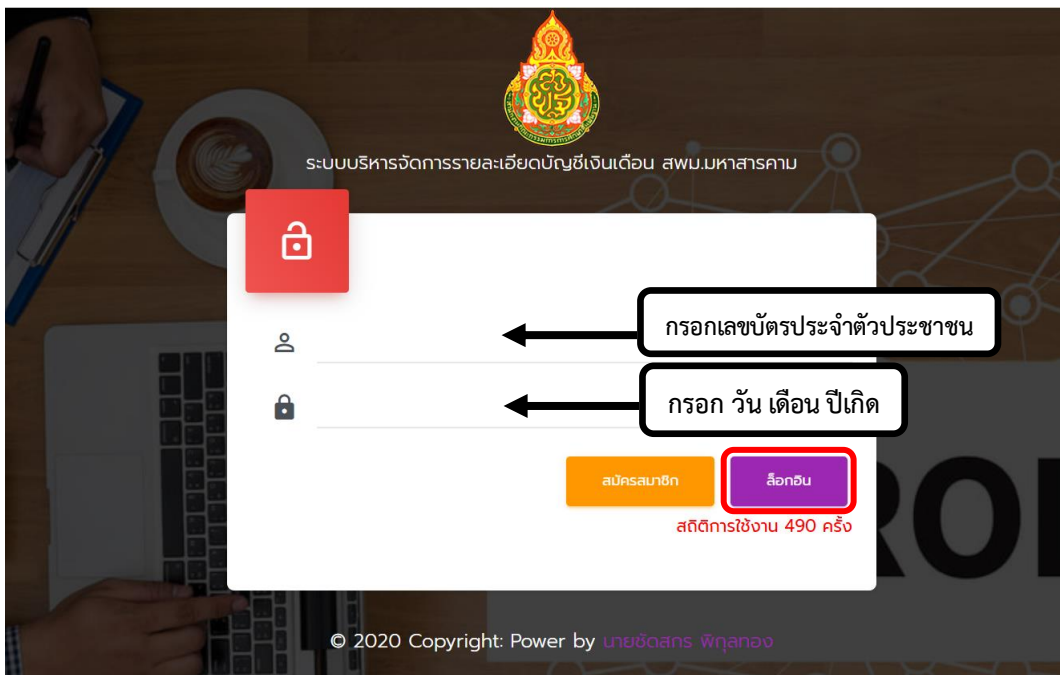 ระบบบริหารจัดการรายละเอียดบัญชีเงินเดือน สพม.มหาสารคาม
กรอกเลขบัตรประจำตัวประชาชน
กรอก วัน เดือน ปีเกิด
สมัครสมาชิก
ล็อกอิน
สถิติการใช้งาน 490 ครั้ง
© 2020 Copyright: Power by นายชัดสกร พิกุลทอง